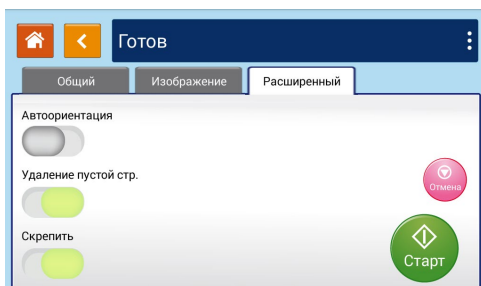 Готов
Общий Изображение Расширенный
Автоориентация
Удаление пустой стр.
Отмена
Скрепить
Старт